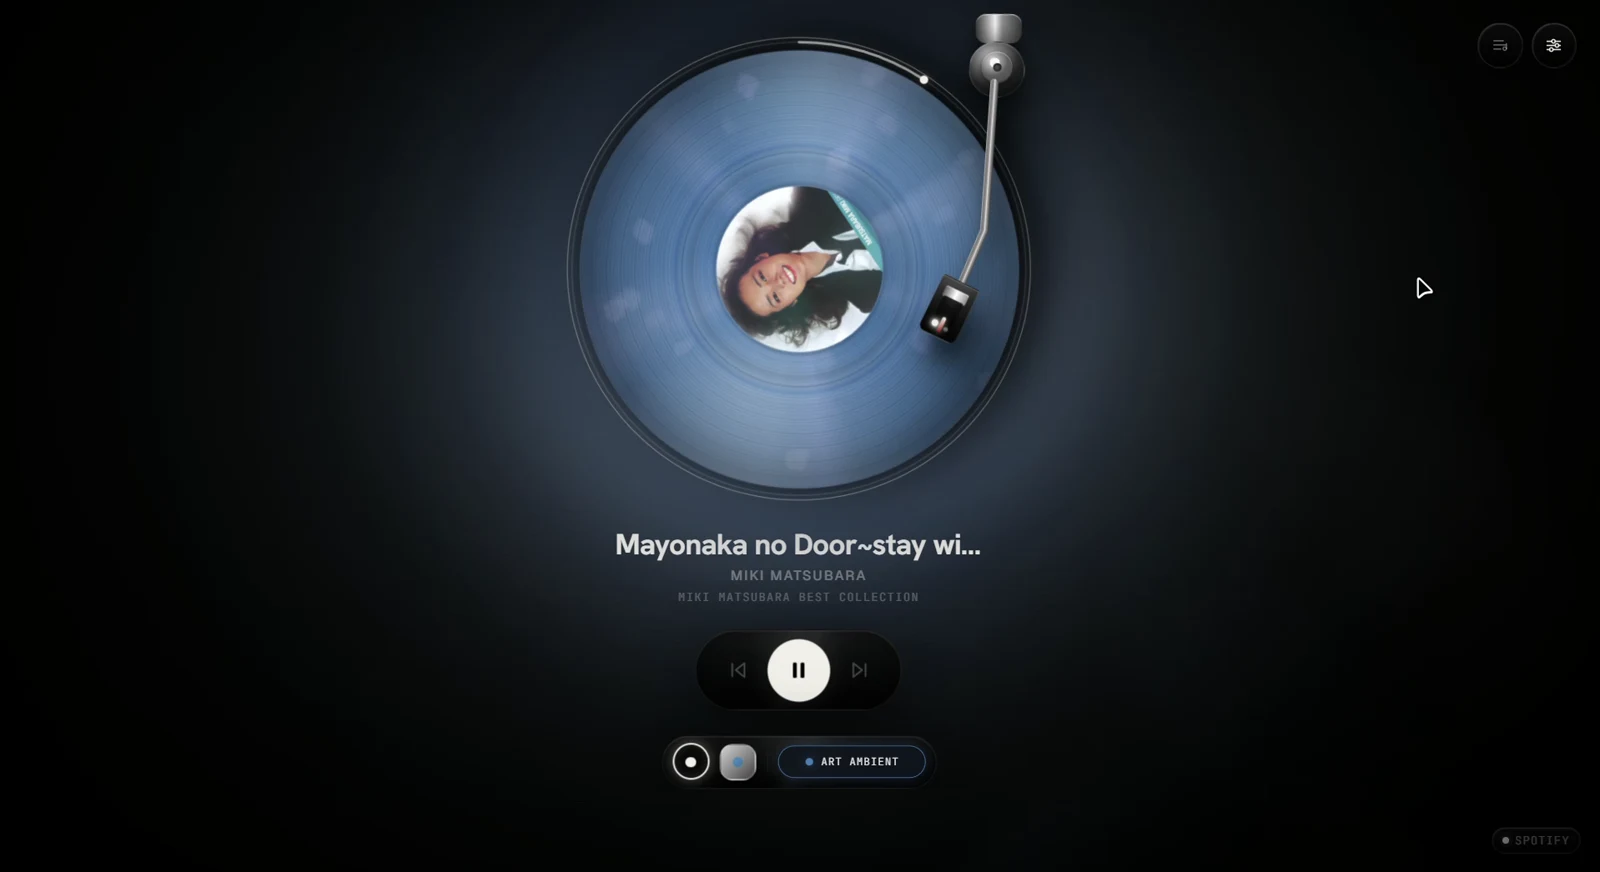 Mayonaka no Door~stay wi...
MIKI MATSUBARA
MIKI MATSUBARA BEST COLLECTION
ART AMBIENT
SPOTIFY